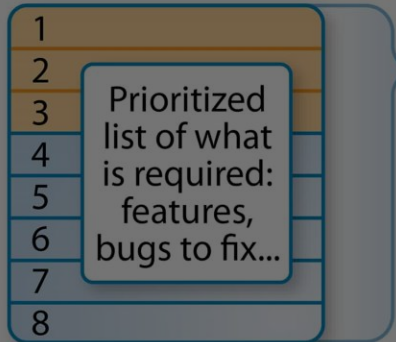 1
2
3
4
5
6
7
8
Prioritized
list of what
is required:
features,
bugs to fix...